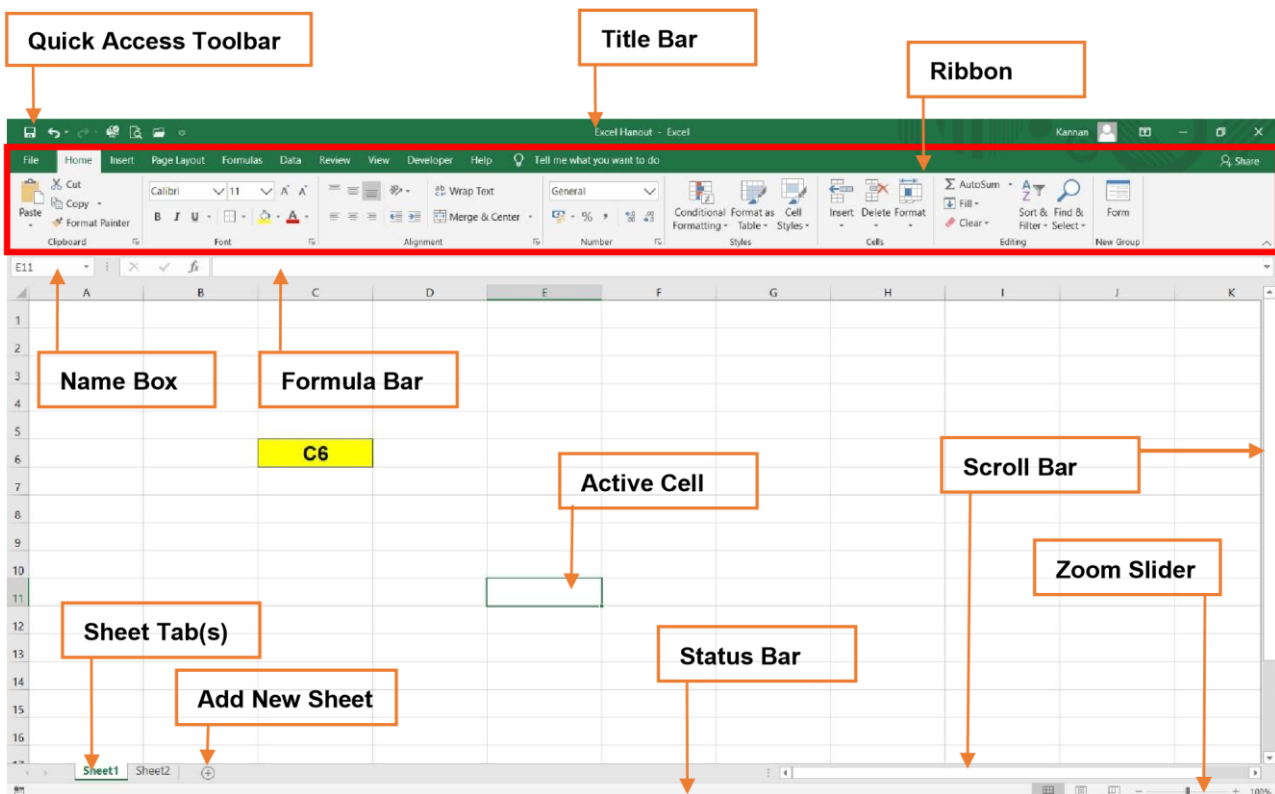 Quick Access Toolbar
Title Bar
Ribbon
Excel Hanout - Excel
Kannan
File Home Insert Page Layout Formulas Data Review View Developer Help Tell me what you want to do Share
Paste
Cut
Copy
Format Painter
Clipboard
Calibri 11
B I U
Font
Wrap Text
Merge & Center
Alignment
General
%
Number
Conditional Formatting
Format as Table
Cell Styles
Styles
Insert Delete Format
Cells
AutoSum
Fill
Clear
Sort & Filter
Find & Select
Editing
Form
New Group
E11
fx
A B C D E F G H I J K
1
2
3
4
5
6
7
8
9
10
11
12
13
14
15
16
Name Box
Formula Bar
C6
Active Cell
Scroll Bar
Zoom Slider
Sheet Tab(s)
Status Bar
Add New Sheet
Sheet1 Sheet2
100%